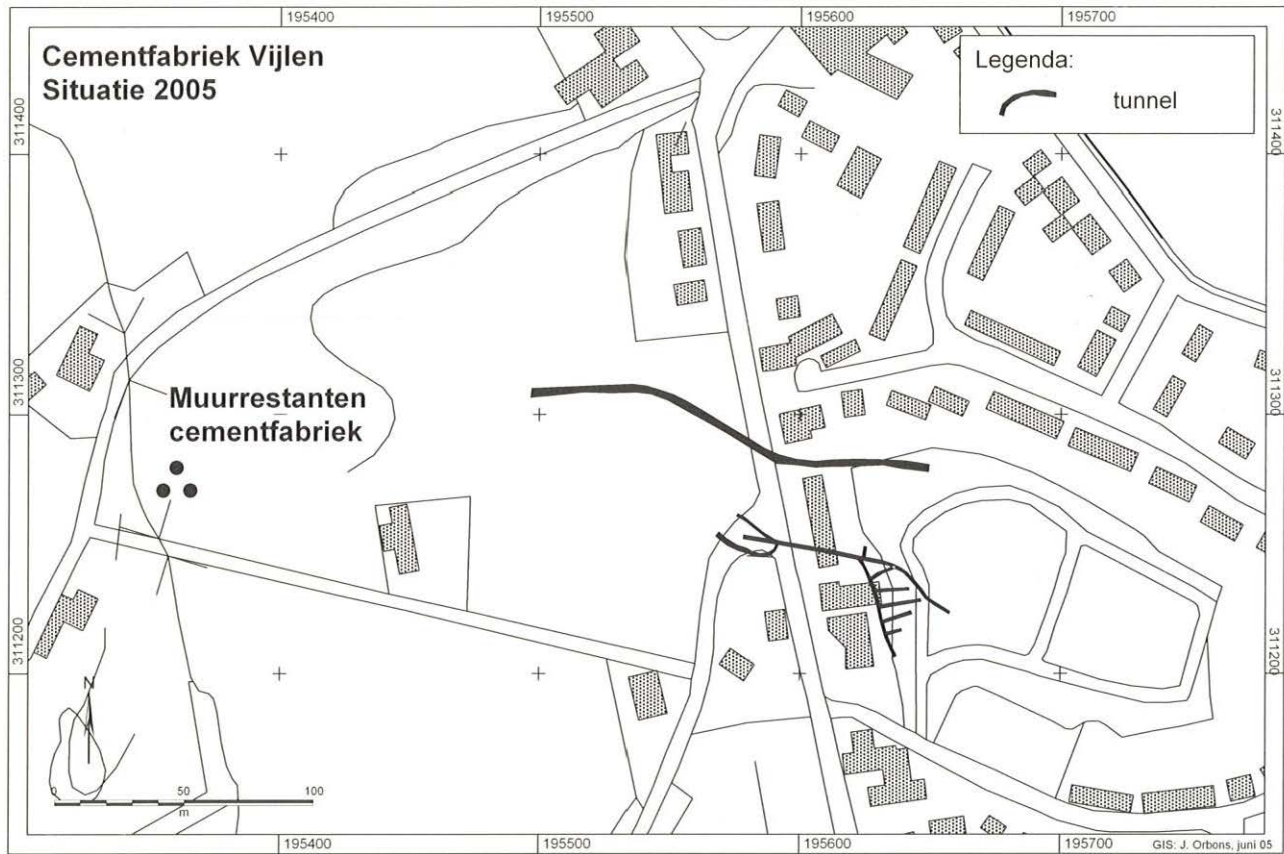 195400 195500 195600 195700
Cementfabriek Vijlen
Situatie 2005
Legenda:
tunnel
311400 311400
311300 311300
Muurrestanten
cementfabriek
311200 311200
N
0 50 100
m
195400 195500 195600 195700
GIS: J. Orbons, juni 05